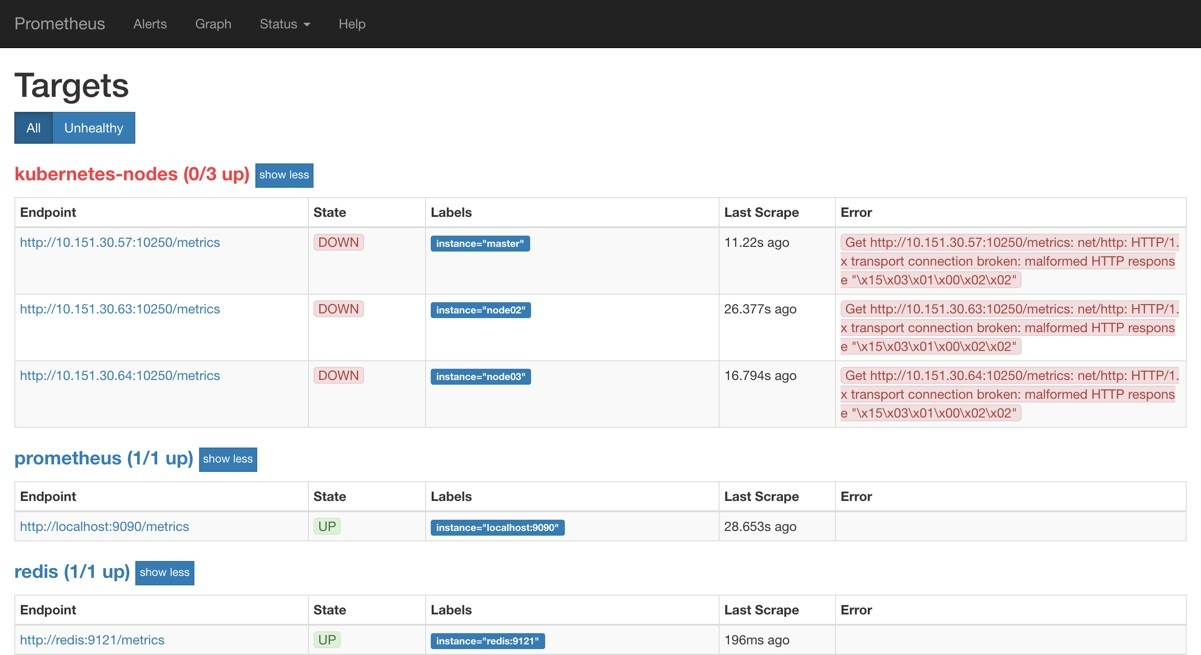 Prometheus Alerts Graph Status Help
Targets
All Unhealthy
kubernetes-nodes (0/3 up) show less
Endpoint State Labels Last Scrape Error
http://10.151.30.57:10250/metrics DOWN instance="master" 11.22s ago Get http://10.151.30.57:10250/metrics: net/http: HTTP/1.
x transport connection broken: malformed HTTP respons
e "\x15\x03\x01\x00\x02\x02"
http://10.151.30.63:10250/metrics DOWN instance="node02" 26.377s ago Get http://10.151.30.63:10250/metrics: net/http: HTTP/1.
x transport connection broken: malformed HTTP respons
e "\x15\x03\x01\x00\x02\x02"
http://10.151.30.64:10250/metrics DOWN instance="node03" 16.794s ago Get http://10.151.30.64:10250/metrics: net/http: HTTP/1.
x transport connection broken: malformed HTTP respons
e "\x15\x03\x01\x00\x02\x02"
prometheus (1/1 up) show less
Endpoint State Labels Last Scrape Error
http://localhost:9090/metrics UP instance="localhost:9090" 28.653s ago
redis (1/1 up) show less
Endpoint State Labels Last Scrape Error
http://redis:9121/metrics UP instance="redis:9121" 196ms ago